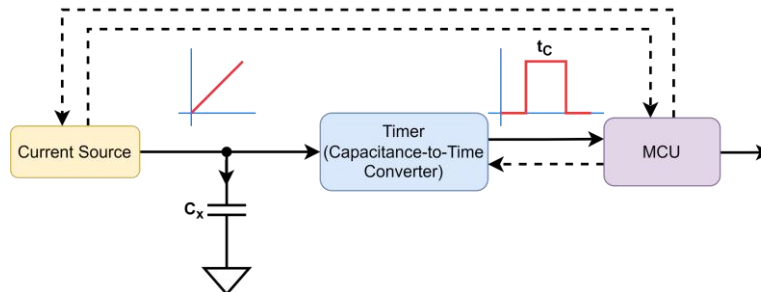 t_C
Timer
(Capacitance-to-Time
Converter)
Current Source
MCU
C_x